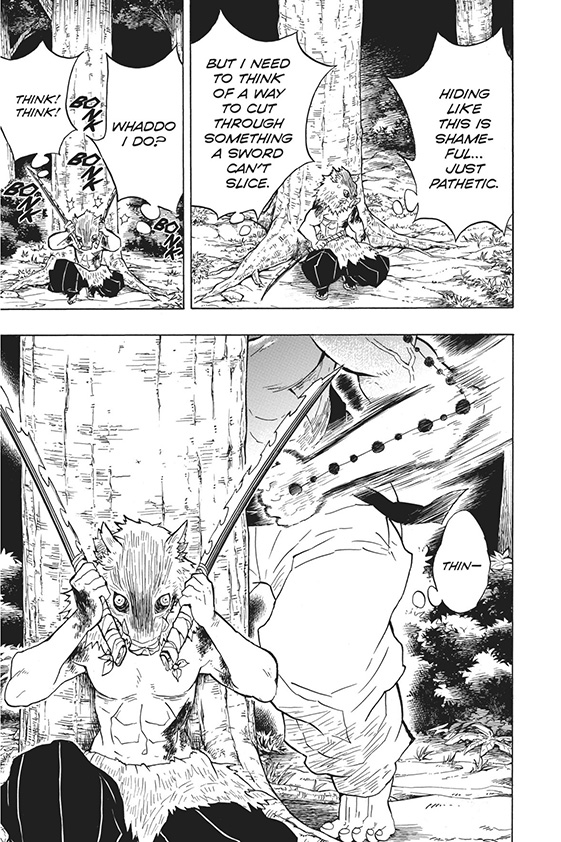 HIDING
LIKE
THIS IS
SHAME-
FUL...
JUST
PATHETIC.
BUT I NEED
TO THINK
OF A WAY
TO CUT
THROUGH
SOMETHING
A SWORD
CAN'T
SLICE.
WHADDO
I DO?
THINK!
THINK!
BONK
BONK
BONK
BONK
THIN—